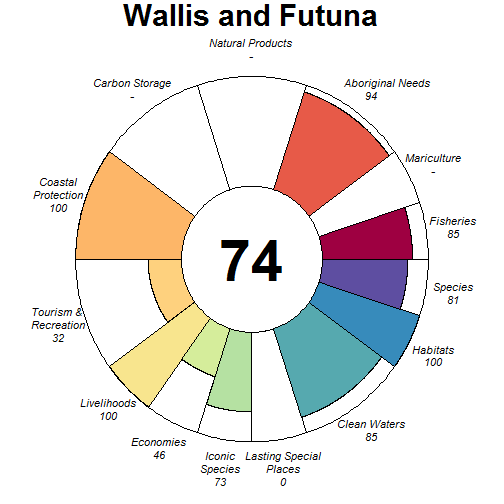 Wallis and Futuna
Natural Products
-
Carbon Storage
-
Aboriginal Needs
94
Mariculture
-
Coastal
Protection
100
Fisheries
85
74
Species
81
Tourism &
Recreation
32
Habitats
100
Livelihoods
100
Clean Waters
85
Economies
46
Iconic
Species
73
Lasting Special
Places
0